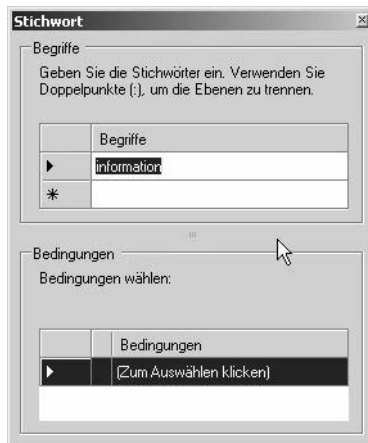 Stichwort
Begriffe
Geben Sie die Stichwörter ein. Verwenden Sie
Doppelpunkte (:), um die Ebenen zu trennen.
Begriffe
information
Bedingungen
Bedingungen wählen:
Bedingungen
(Zum Auswählen klicken)